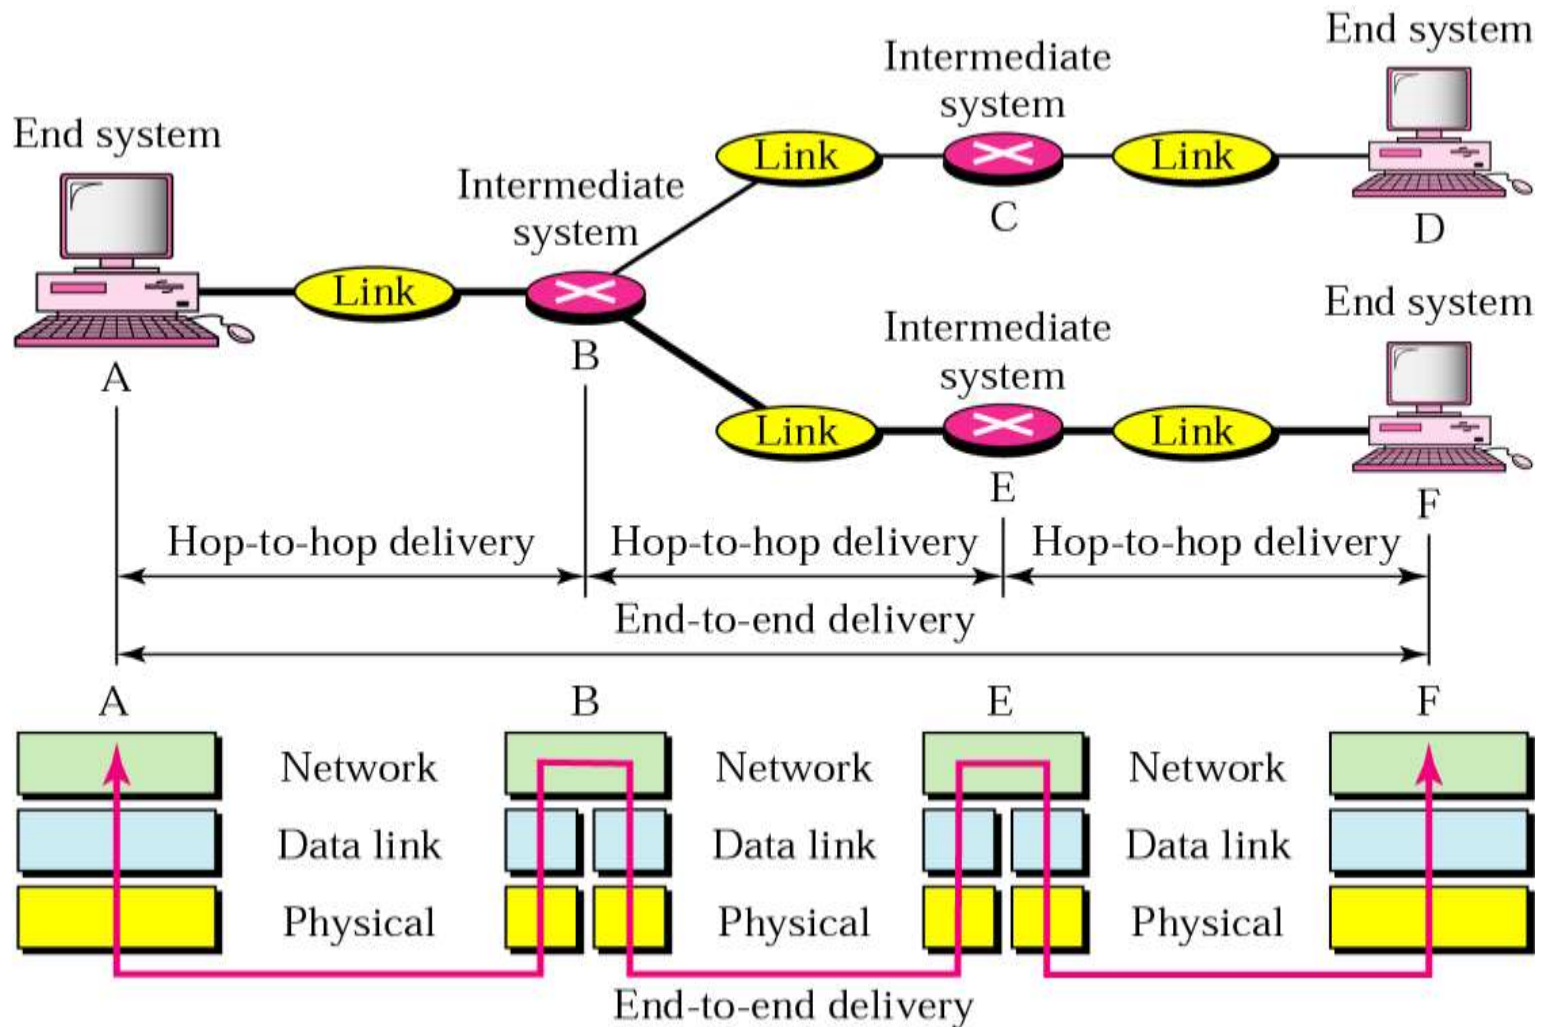 End system
Intermediate
system
End system
Intermediate
system
Link
Link
C
D
Link
B
A
End system
Intermediate
system
Link
Link
E
F
Hop-to-hop delivery
Hop-to-hop delivery
Hop-to-hop delivery
End-to-end delivery
A
B
E
F
Network
Network
Network
Data link
Data link
Data link
Physical
Physical
Physical
End-to-end delivery